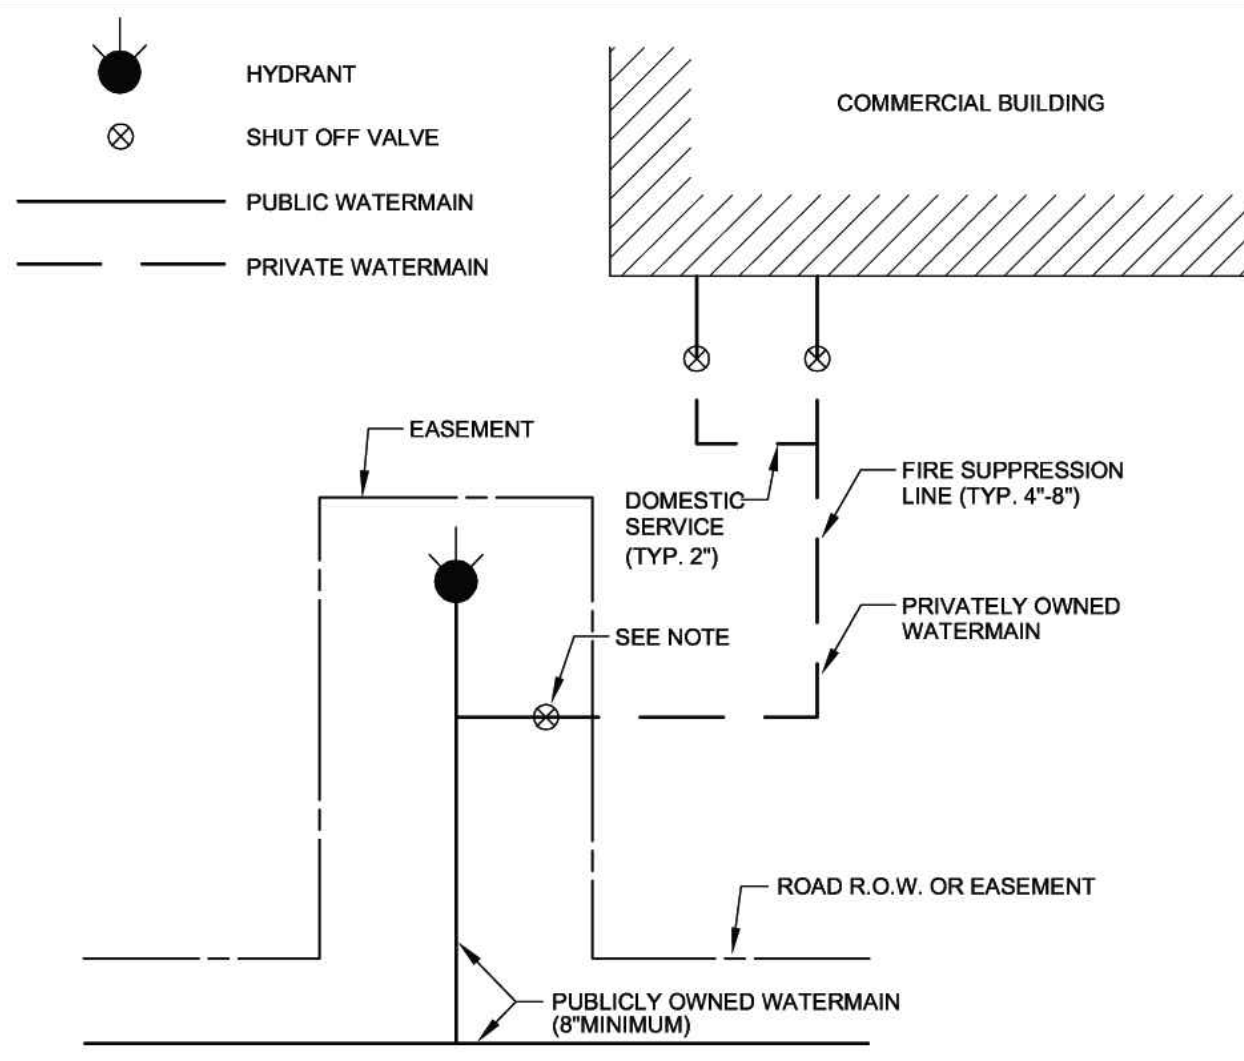 HYDRANT
SHUT OFF VALVE
PUBLIC WATERMAIN
PRIVATE WATERMAIN
COMMERCIAL BUILDING
EASEMENT
DOMESTIC
SERVICE
(TYP. 2")
FIRE SUPPRESSION
LINE (TYP. 4"-8")
PRIVATELY OWNED
WATERMAIN
SEE NOTE
ROAD R.O.W. OR EASEMENT
PUBLICLY OWNED WATERMAIN
(8"MINIMUM)